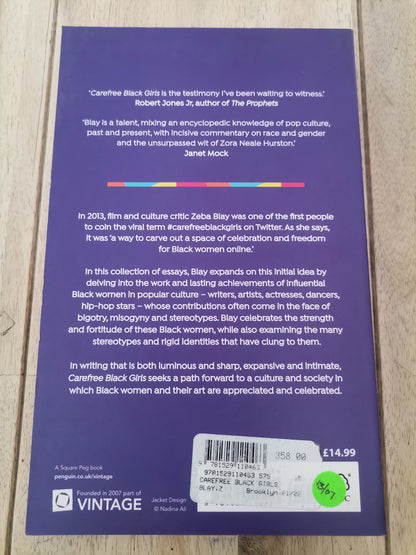 'Carefree Black Girls is the testimony I've been waiting to witness.'
Robert Jones Jr, author of The Prophets
'Blay is a talent, mixing an encyclopedic knowledge of pop culture,
past and present, with incisive commentary on race and gender
and the unsurpassed wit of Zora Neale Hurston.'
Janet Mock
In 2013, film and culture critic Zeba Blay was one of the first people
to coin the viral term #carefreeblackgirls on Twitter. As she says,
it was 'a way to carve out a space of celebration and freedom
for Black women online.'
In this collection of essays, Blay expands on this initial idea by
delving into the work and lasting achievements of influential
Black women in popular culture – writers, artists, actresses, dancers,
hip-hop stars – whose contributions often come in the face of
bigotry, misogyny and stereotypes. Blay celebrates the strength
and fortitude of these Black women, while also examining the many
stereotypes and rigid identities that have clung to them.
In writing that is both luminous and sharp, expansive and intimate,
Carefree Black Girls seeks a path forward to a culture and society in
which Black women and their art are appreciated and celebrated.
A Square Peg book
penguin.co.uk/vintage
Founded in 2007 part of
VINTAGE
Jacket Design
© Nadina Ali
9 781529 110463
358 00
9781529110463 575
CAREFREE BLACK GIRLS
BLAY.Z Brooklyn 01/22
£14.99
13/07